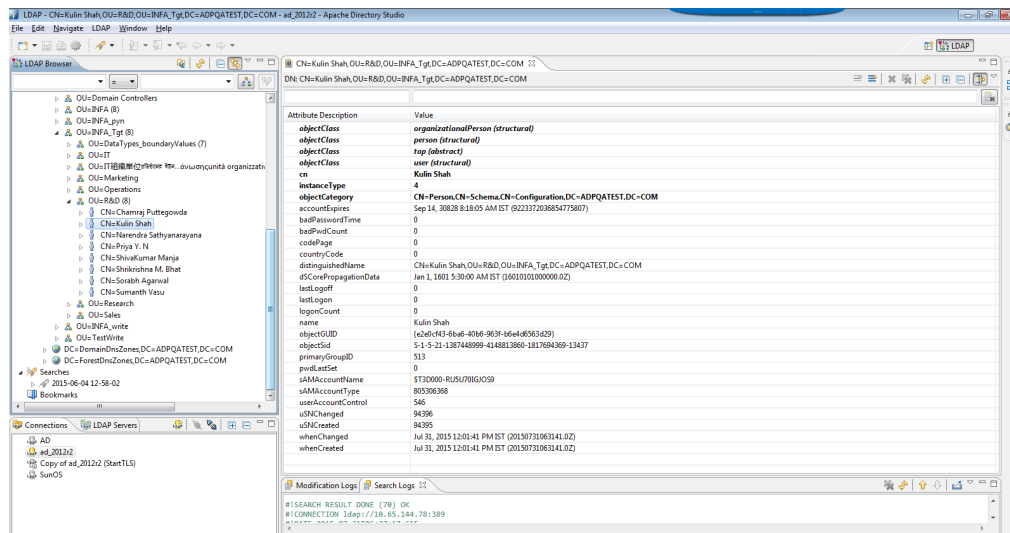 LDAP - CN=Kulin Shah,OU=R&D,OU=INFA_Tgt,DC=ADPQATEST,DC=COM - ad_2012r2 - Apache Directory Studio
File Edit Navigate LDAP Window Help
LDAP
LDAP Browser
=
OU=Domain Controllers
OU=INFA (8)
OU=INFA_pyn
OU=INFA_Tgt (8)
OU=DataTypes_boundaryValues (7)
OU=IT
OU=Marketing
OU=Operations
OU=R&D (8)
CN=Chamraj Puttegowda
CN=Kulin Shah
CN=Narendra Sathyanarayana
CN=Priya Y. N
CN=ShivaKumar Manja
CN=Shrikrishna M. Bhat
CN=Sorabh Agarwal
CN=Sumanth Vasu
OU=Research
OU=Sales
OU=INFA_write
OU=TestWrite
DC=DomainDnsZones,DC=ADPQATEST,DC=COM
DC=ForestDnsZones,DC=ADPQATEST,DC=COM
Searches
2015-06-04 12-58-02
Bookmarks
Connections LDAP Servers
AD
ad_2012r2
Copy of ad_2012r2 (StartTLS)
SunOS
CN=Kulin Shah,OU=R&D,OU=INFA_Tgt,DC=ADPQATEST,DC=COM
DN: CN=Kulin Shah,OU=R&D,OU=INFA_Tgt,DC=ADPQATEST,DC=COM
Attribute Description Value
objectClass organizationalPerson (structural)
objectClass person (structural)
objectClass top (abstract)
objectClass user (structural)
cn Kulin Shah
instanceType 4
objectCategory CN=Person,CN=Schema,CN=Configuration,DC=ADPQATEST,DC=COM
accountExpires Sep 14, 30828 8:18:05 AM IST (9223372036854775807)
badPasswordTime 0
badPwdCount 0
codePage 0
countryCode 0
distinguishedName CN=Kulin Shah,OU=R&D,OU=INFA_Tgt,DC=ADPQATEST,DC=COM
dSCorePropagationData Jan 1, 1601 5:30:00 AM IST (16010101000000.0Z)
lastLogoff 0
lastLogon 0
logonCount 0
name Kulin Shah
objectGUID {e2e0cf43-6ba6-40b6-963f-b6e4d6563d29}
objectSid S-1-5-21-1387448999-4148813860-1817694369-13437
primaryGroupID 513
pwdLastSet 0
sAMAccountName $T3D000-RU5U70IGJOS9
sAMAccountType 805306368
userAccountControl 546
uSNChanged 94396
uSNCreated 94395
whenChanged Jul 31, 2015 12:01:41 PM IST (20150731063141.0Z)
whenCreated Jul 31, 2015 12:01:41 PM IST (20150731063141.0Z)
Modification Logs Search Logs
#!SEARCH RESULT DONE (70) OK
#!CONNECTION ldap://10.65.144.78:389